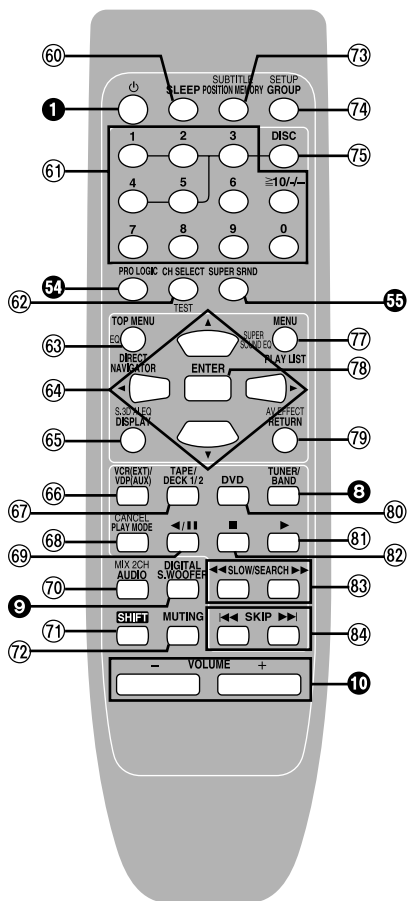 60 SUBTITLE SETUP 73
⏻ SLEEP POSITION MEMORY GROUP
1 74
1 2 3 DISC
61 75
4 5 6 ≧10/-/--
7 8 9 0
54 PRO LOGIC CH SELECT SUPER SRND 55
62 TEST
TOP MENU ▲ MENU
63 EQ SUPER SOUND EQ 77
DIRECT NAVIGATOR ENTER PLAY LIST
64 ◀ ▶ 78
S.3D AI EQ AV EFFECT
65 DISPLAY RETURN 79
▼
66 VCR(EXT)/ VDP(AUX) TAPE/ DECK 1/2 DVD TUNER/ BAND 8
67 80
CANCEL
68 PLAY MODE ◀/❚❚ ■ ▶ 81
69 82
MIX 2CH DIGITAL
70 AUDIO S.WOOFER ◀◀ SLOW/SEARCH ▶▶ 83
9
71 SHIFT MUTING |◀◀ SKIP ▶▶| 84
72
− VOLUME + 10